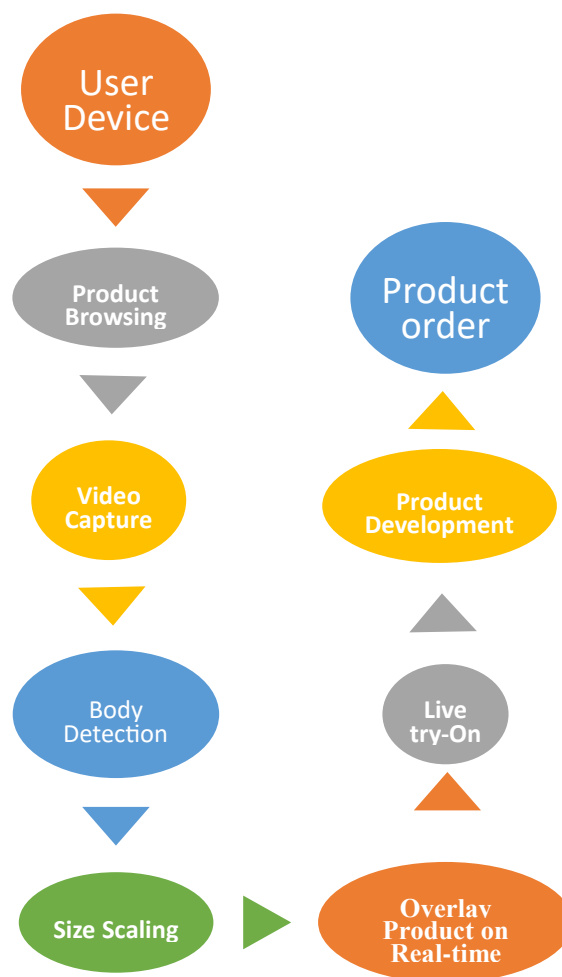 User
Device
Product
Browsing
Video
Capture
Body
Detection
Size Scaling
Overlay
Product on
Real-time
Live
try-On
Product
Development
Product
order